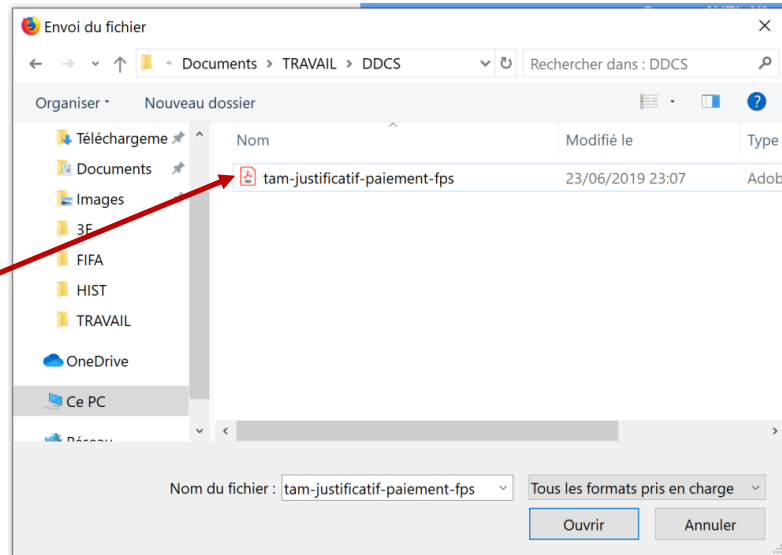 Envoi du fichier
« Documents > TRAVAIL > DDCS
Rechercher dans : DDCS
Organiser
Nouveau dossier
Nom
Modifié le
Type
Téléchargeme
Documents
Images
FIFA
HIST
TRAVAIL
OneDrive
Ce PC
Réseau
tam-justificatif-paiement-fps
23/06/2019 23:07
Adob
Nom du fichier :
tam-justificatif-paiement-fps
Tous les formats pris en charge
Ouvrir
Annuler